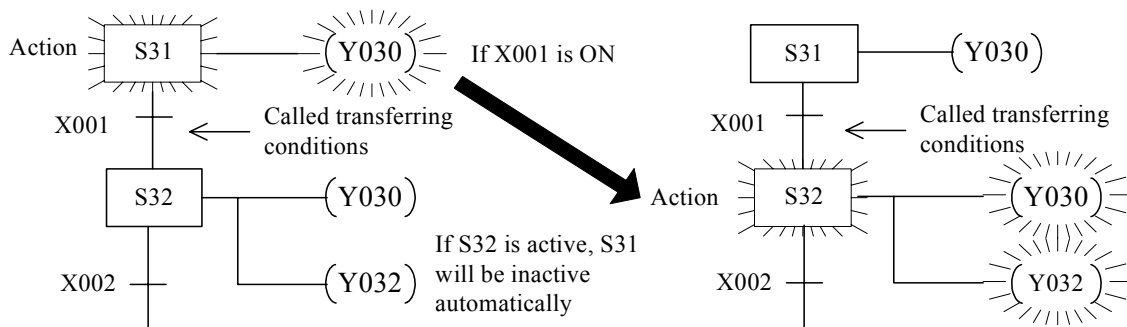 Action
S31
Y030
If X001 is ON
X001
Called transferring
conditions
S32
Y030
If S32 is active, S31
will be inactive
automatically
X002
Y032
S31
Y030
X001
Called transferring
conditions
Action
S32
Y030
X002
Y032